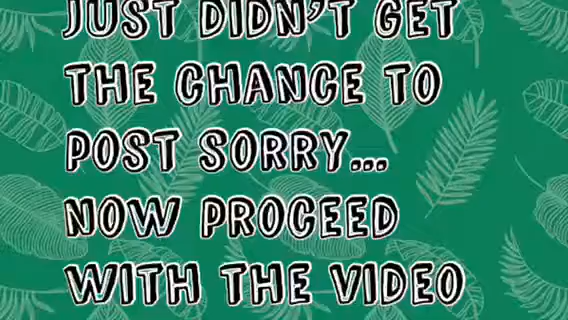 JUST DIDN'T GET
THE CHANCE TO
POST SORRY...
NOW PROCEED
WITH THE VIDEO